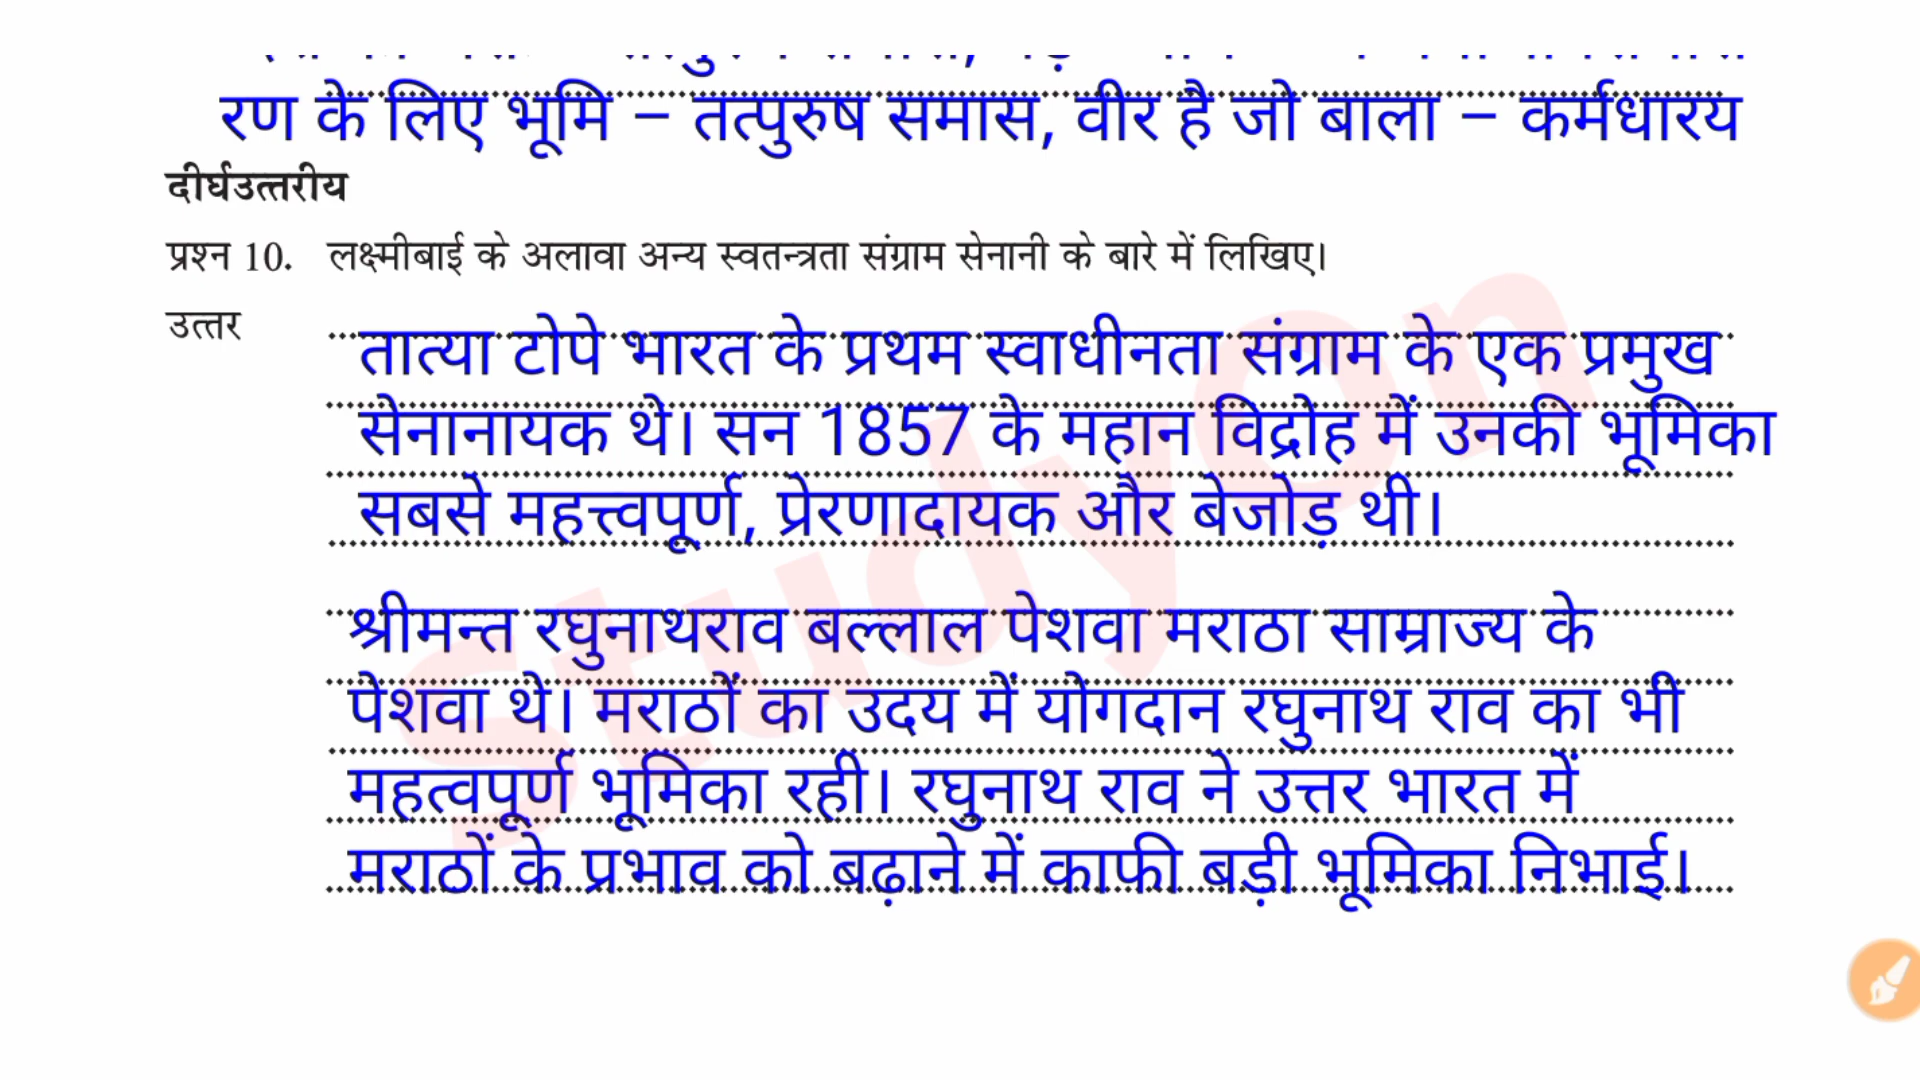 रण के लिए भूमि – तत्पुरुष समास, वीर है जो बाला – कर्मधारय
दीर्घउत्तरीय
प्रश्न 10. लक्ष्मीबाई के अलावा अन्य स्वतन्त्रता संग्राम सेनानी के बारे में लिखिए।
उत्तर
तात्या टोपे भारत के प्रथम स्वाधीनता संग्राम के एक प्रमुख
सेनानायक थे। सन 1857 के महान विद्रोह में उनकी भूमिका
सबसे महत्त्वपूर्ण, प्रेरणादायक और बेजोड़ थी।
श्रीमन्त रघुनाथराव बल्लाल पेशवा मराठा साम्राज्य के
पेशवा थे। मराठों का उदय में योगदान रघुनाथ राव का भी
महत्वपूर्ण भूमिका रही। रघुनाथ राव ने उत्तर भारत में
मराठों के प्रभाव को बढ़ाने में काफी बड़ी भूमिका निभाई।
Studyon